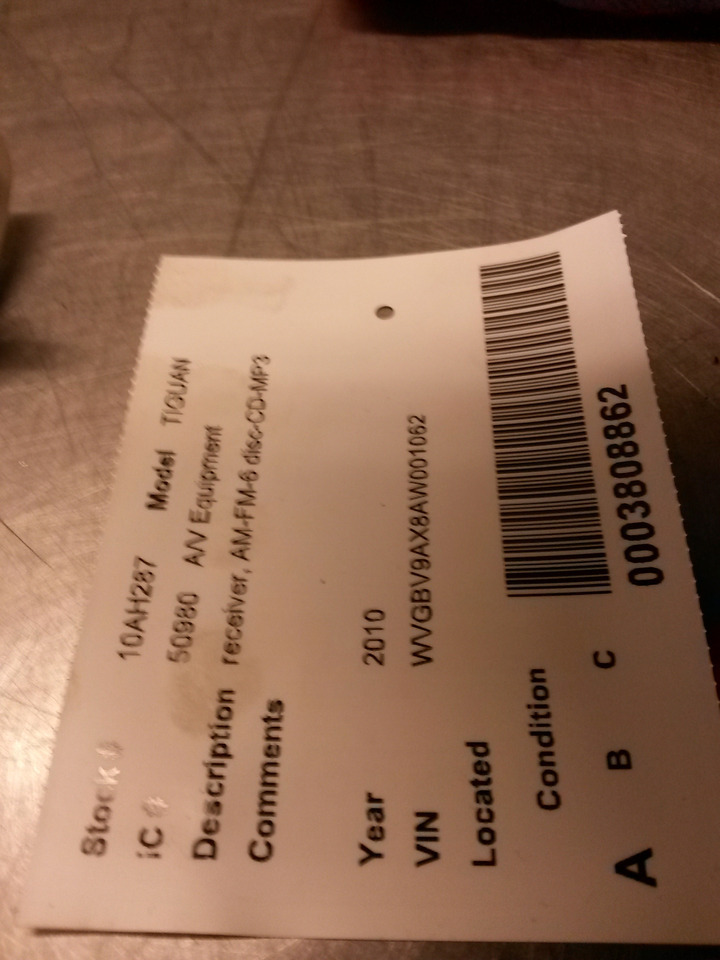 Stock # 10AH287 Model TIQUAN
IC # 50980 A/V Equipment
Description receiver, AM-FM-6 disc-CD-MP3
Comments
Year 2010
VIN WVGBV9AX8AW001062
Located
Condition
A B C
0003808862